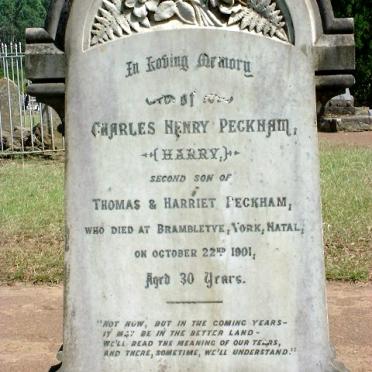 In Loving Memory
of
CHARLES HENRY PECKHAM,
(HARRY,)
SECOND SON OF
THOMAS & HARRIET PECKHAM,
WHO DIED AT BRAMBLETYE, YORK, NATAL,
ON OCTOBER 22ND 1901,
Aged 30 Years.
"NOT NOW, BUT IN THE COMING YEARS-
IT MAY BE IN THE BETTER LAND-
WE'LL READ THE MEANING OF OUR TEARS,
AND THERE, SOMETIME, WE'LL UNDERSTAND."